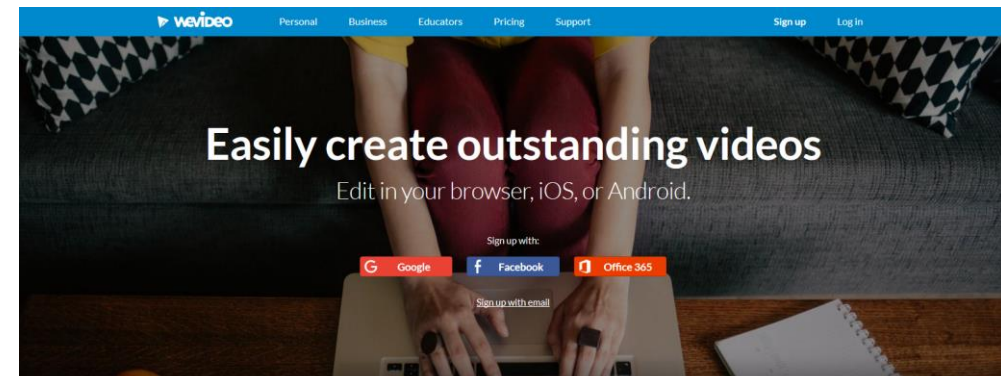 WeVideo Personal Business Educators Pricing Support Sign up Log in
Easily create outstanding videos
Edit in your browser, iOS, or Android.
Sign up with:
Google Facebook Office 365
Sign up with email